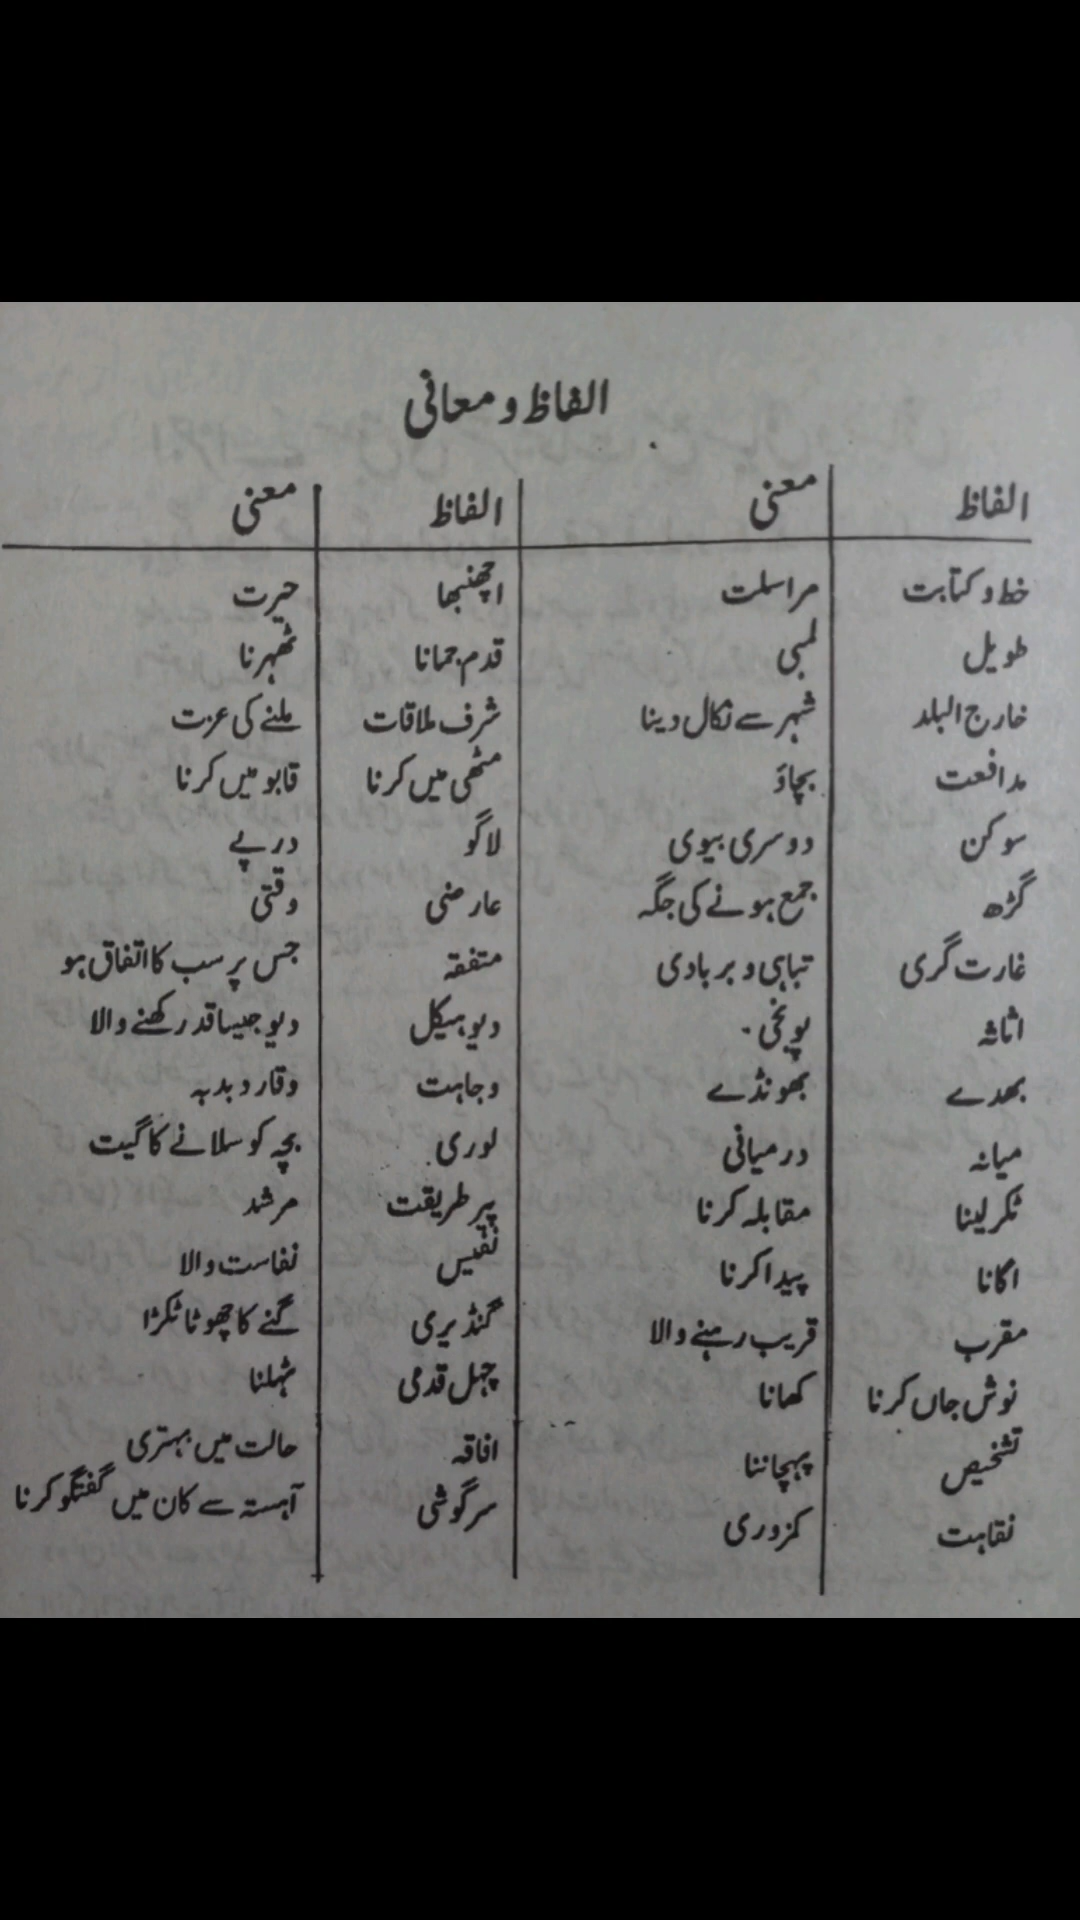 الفاظ و معانی
الفاظ معنی الفاظ معنی
خط و کتابت مراسلت اچنبھا حیرت
طویل لمبی قدم جمانا ٹھہرنا
خارج البلد شہر سے نکال دینا شرف ملاقات ملنے کی عزت
مدافعت بچاؤ مٹھی میں کرنا قابو میں کرنا
سوکن دوسری بیوی لاگو درپے
گڑھ جمع ہونے کی جگہ عارضی وقتی
غارت گری تباہی و بربادی متفقہ جس پر سب کا اتفاق ہو
اثاثہ پونجی۔ دیو ہیکل دیو جیسا قد رکھنے والا
بھدے بھونڈے وجاہت وقار و دبدبہ
میانہ درمیانی لوری بچہ کو سلانے کا گیت
ٹکر لینا مقابلہ کرنا پیر طریقت مرشد
اگانا پیدا کرنا نفیس نفاست والا
مقرب قریب رہنے والا گنڈیری گنے کا چھوٹا ٹکڑا
نوش جاں کرنا کھانا چہل قدمی ٹہلنا
تشخیص پہچاننا افاقہ حالت میں بہتری
نقاہت کمزوری سرگوشی آہستہ سے کان میں گفتگو کرنا